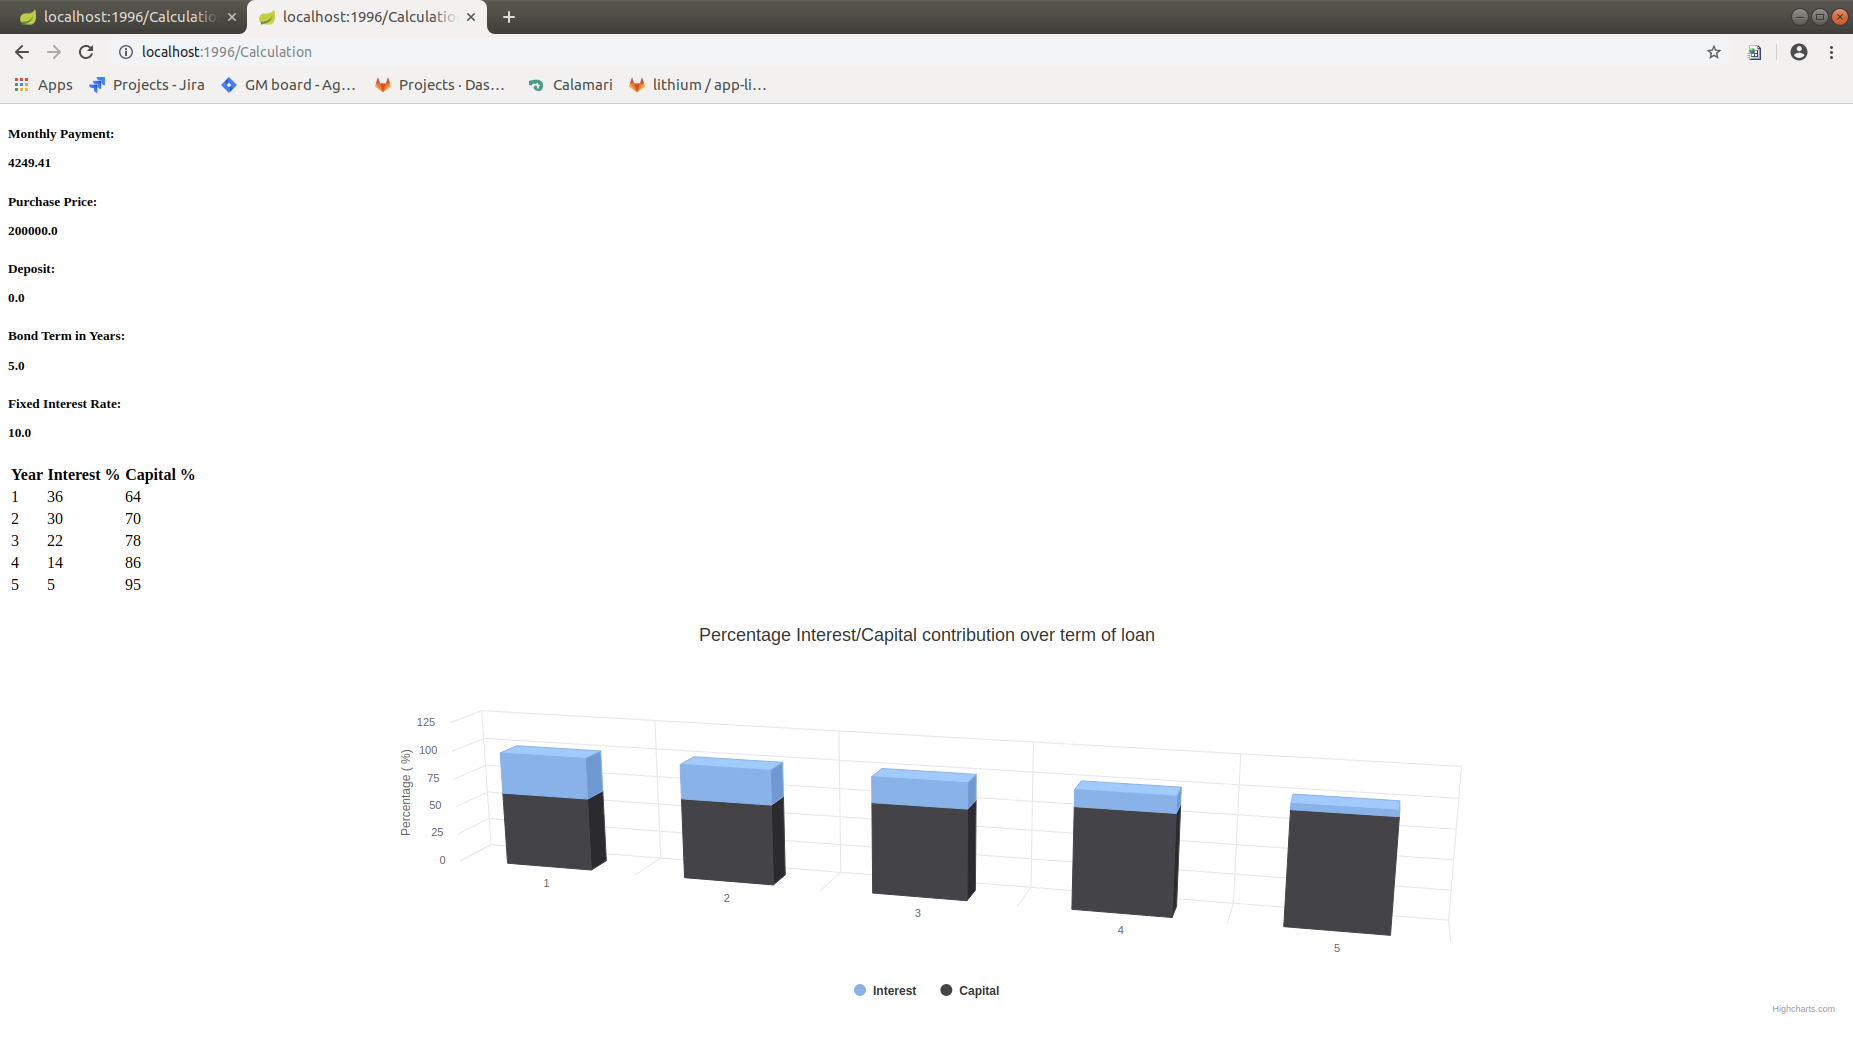 localhost:1996/Calculatio
localhost:1996/Calculatio
localhost:1996/Calculation
Apps Projects - Jira GM board - Ag... Projects · Das... Calamari lithium / app-li...
Monthly Payment:
4249.41
Purchase Price:
200000.0
Deposit:
0.0
Bond Term in Years:
5.0
Fixed Interest Rate:
10.0
Year Interest % Capital %
1 36 64
2 30 70
3 22 78
4 14 86
5 5 95
Percentage Interest/Capital contribution over term of loan
Percentage ( %)
125
100
75
50
25
0
1
2
3
4
5
Interest Capital
Highcharts.com